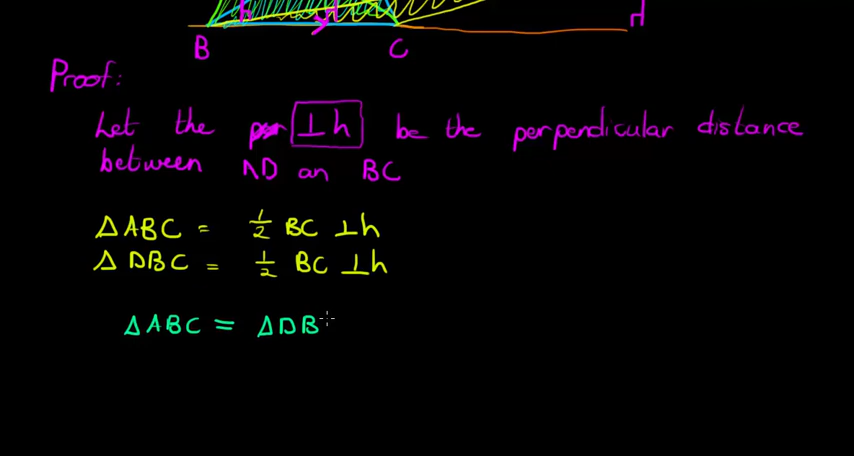 B
C
Proof:
Let the ⊥h be the perpendicular distance
between AD an BC
ΔABC = 1/2 BC ⊥h
Δ DBC = 1/2 BC ⊥h
ΔABC = ΔDB